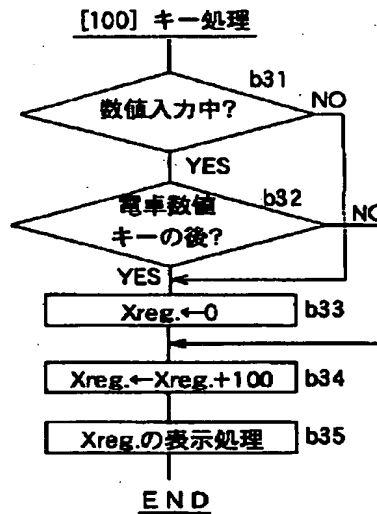 [100] キー処理
b31
数値入力中?
NO
YES
b32
電卓数値
キーの後?
NO
YES
Xreg.←0
b33
Xreg.←Xreg.+100
b34
Xreg.の表示処理
b35
END